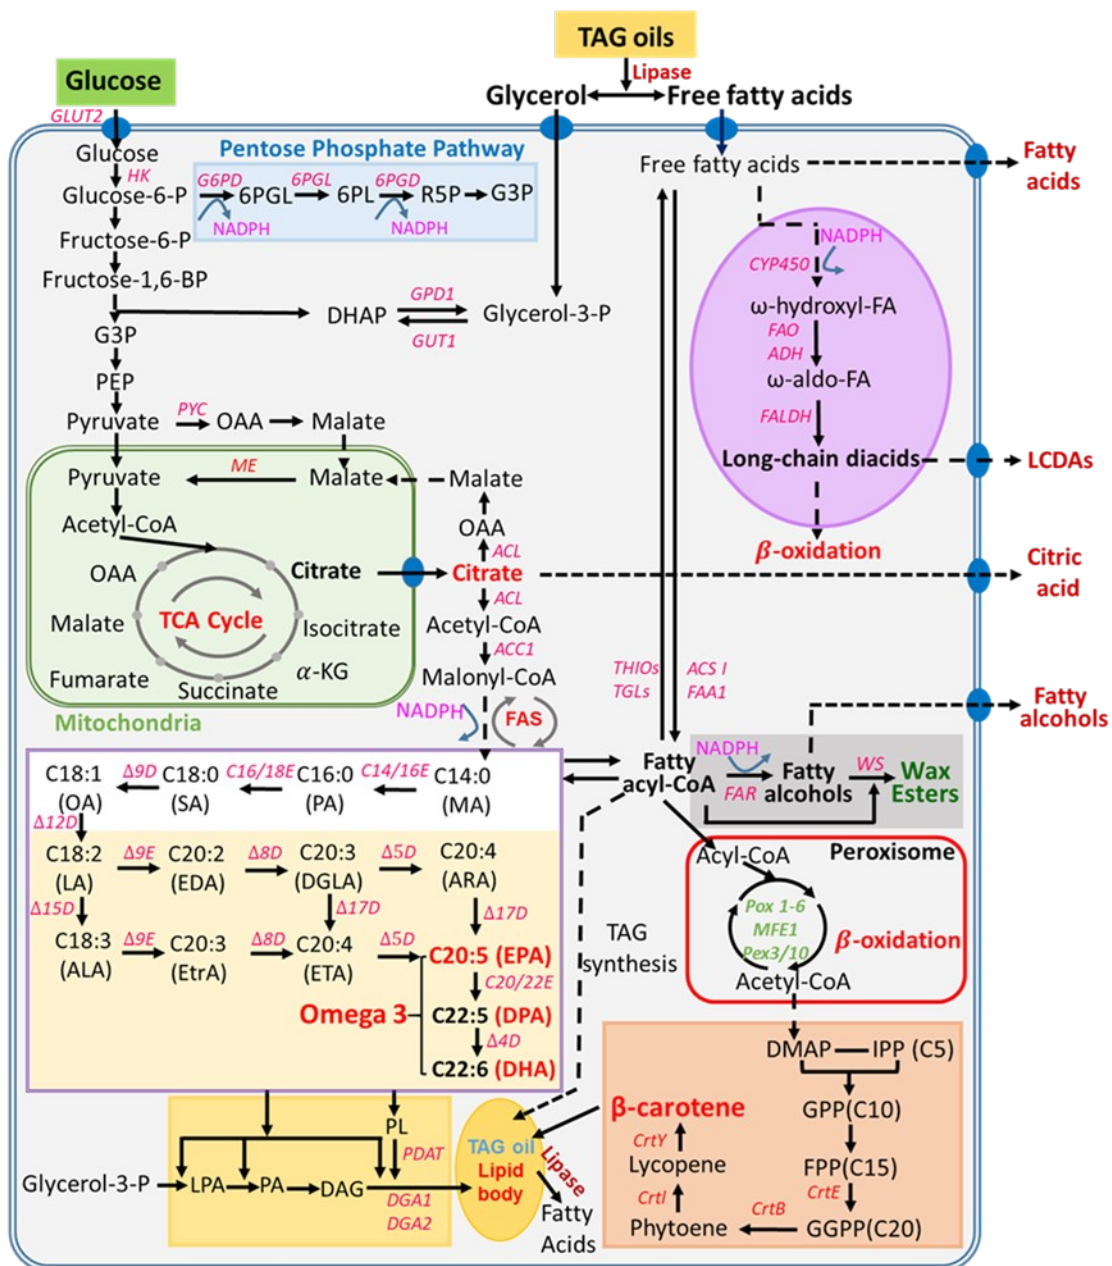 TAG oils
Lipase
Glucose
Glycerol
Free fatty acids
GLUT2
Glucose
HK
Glucose-6-P
Fructose-6-P
Fructose-1,6-BP
G3P
PEP
Pyruvate
PYC
OAA
Malate
Pentose Phosphate Pathway
G6PD
6PGL
6PGD
6PGL
6PL
R5P
G3P
NADPH
NADPH
DHAP
GPD1
GUT1
Glycerol-3-P
Free fatty acids
Fatty
acids
NADPH
CYP450
ω-hydroxyl-FA
FAO
ADH
ω-aldo-FA
FALDH
Long-chain diacids
LCDAs
β-oxidation
Pyruvate
ME
Malate
Malate
Acetyl-CoA
OAA
OAA
ACL
Citrate
Citrate
Citric
acid
ACL
TCA Cycle
Malate
Isocitrate
Acetyl-CoA
ACC1
Fumarate
Succinate
α-KG
Malonyl-CoA
Mitochondria
NADPH
FAS
THIOs
TGLs
ACS I
FAA1
Fatty
alcohols
C18:1
(OA)
Δ9D
C18:0
(SA)
C16/18E
C16:0
(PA)
C14/16E
C14:0
(MA)
Fatty
acyl-CoA
NADPH
FAR
Fatty
alcohols
WS
Wax
Esters
Δ12D
C18:2
(LA)
Δ9E
C20:2
(EDA)
Δ8D
C20:3
(DGLA)
Δ5D
C20:4
(ARA)
Δ15D
Δ17D
Δ17D
C18:3
(ALA)
Δ9E
C20:3
(EtrA)
Δ8D
C20:4
(ETA)
Δ5D
C20:5 (EPA)
C20/22E
Omega 3
C22:5 (DPA)
Δ4D
C22:6 (DHA)
TAG
synthesis
Acyl-CoA
Peroxisome
Pox 1-6
MFE1
Pex3/10
β-oxidation
Acetyl-CoA
DMAP
IPP (C5)
GPP(C10)
FPP(C15)
CrtE
GGPP(C20)
CrtB
Phytoene
CrtI
Lycopene
CrtY
β-carotene
PL
PDAT
Glycerol-3-P
LPA
PA
DAG
DGA1
DGA2
TAG oil
Lipid
body
Lipase
Fatty
Acids